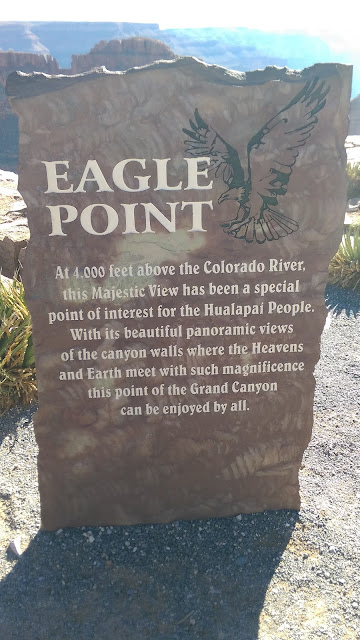 EAGLE
POINT
At 4,000 feet above the Colorado River,
this Majestic View has been a special
point of interest for the Hualapai People.
With its beautiful panoramic views
of the canyon walls where the Heavens
and Earth meet with such magnificence
this point of the Grand Canyon
can be enjoyed by all.